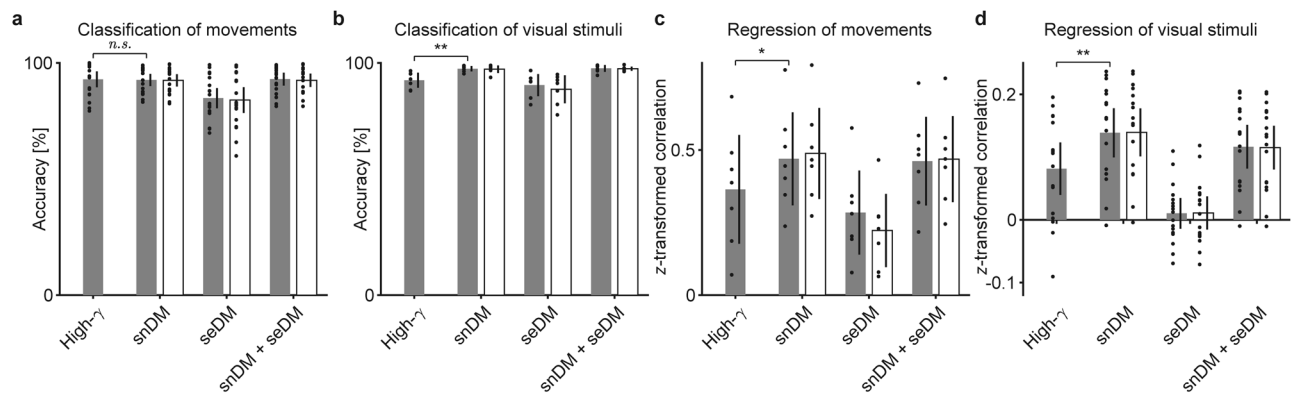 a
Classification of movements
n.s.
100
Accuracy [%]
0
High-γ
snDM
seDM
snDM + seDM
b
Classification of visual stimuli
**
100
Accuracy [%]
0
High-γ
snDM
seDM
snDM + seDM
c
Regression of movements
*
0.5
z-transformed correlation
0
High-γ
snDM
seDM
snDM + seDM
d
Regression of visual stimuli
**
0.2
z-transformed correlation
0
-0.1
High-γ
snDM
seDM
snDM + seDM